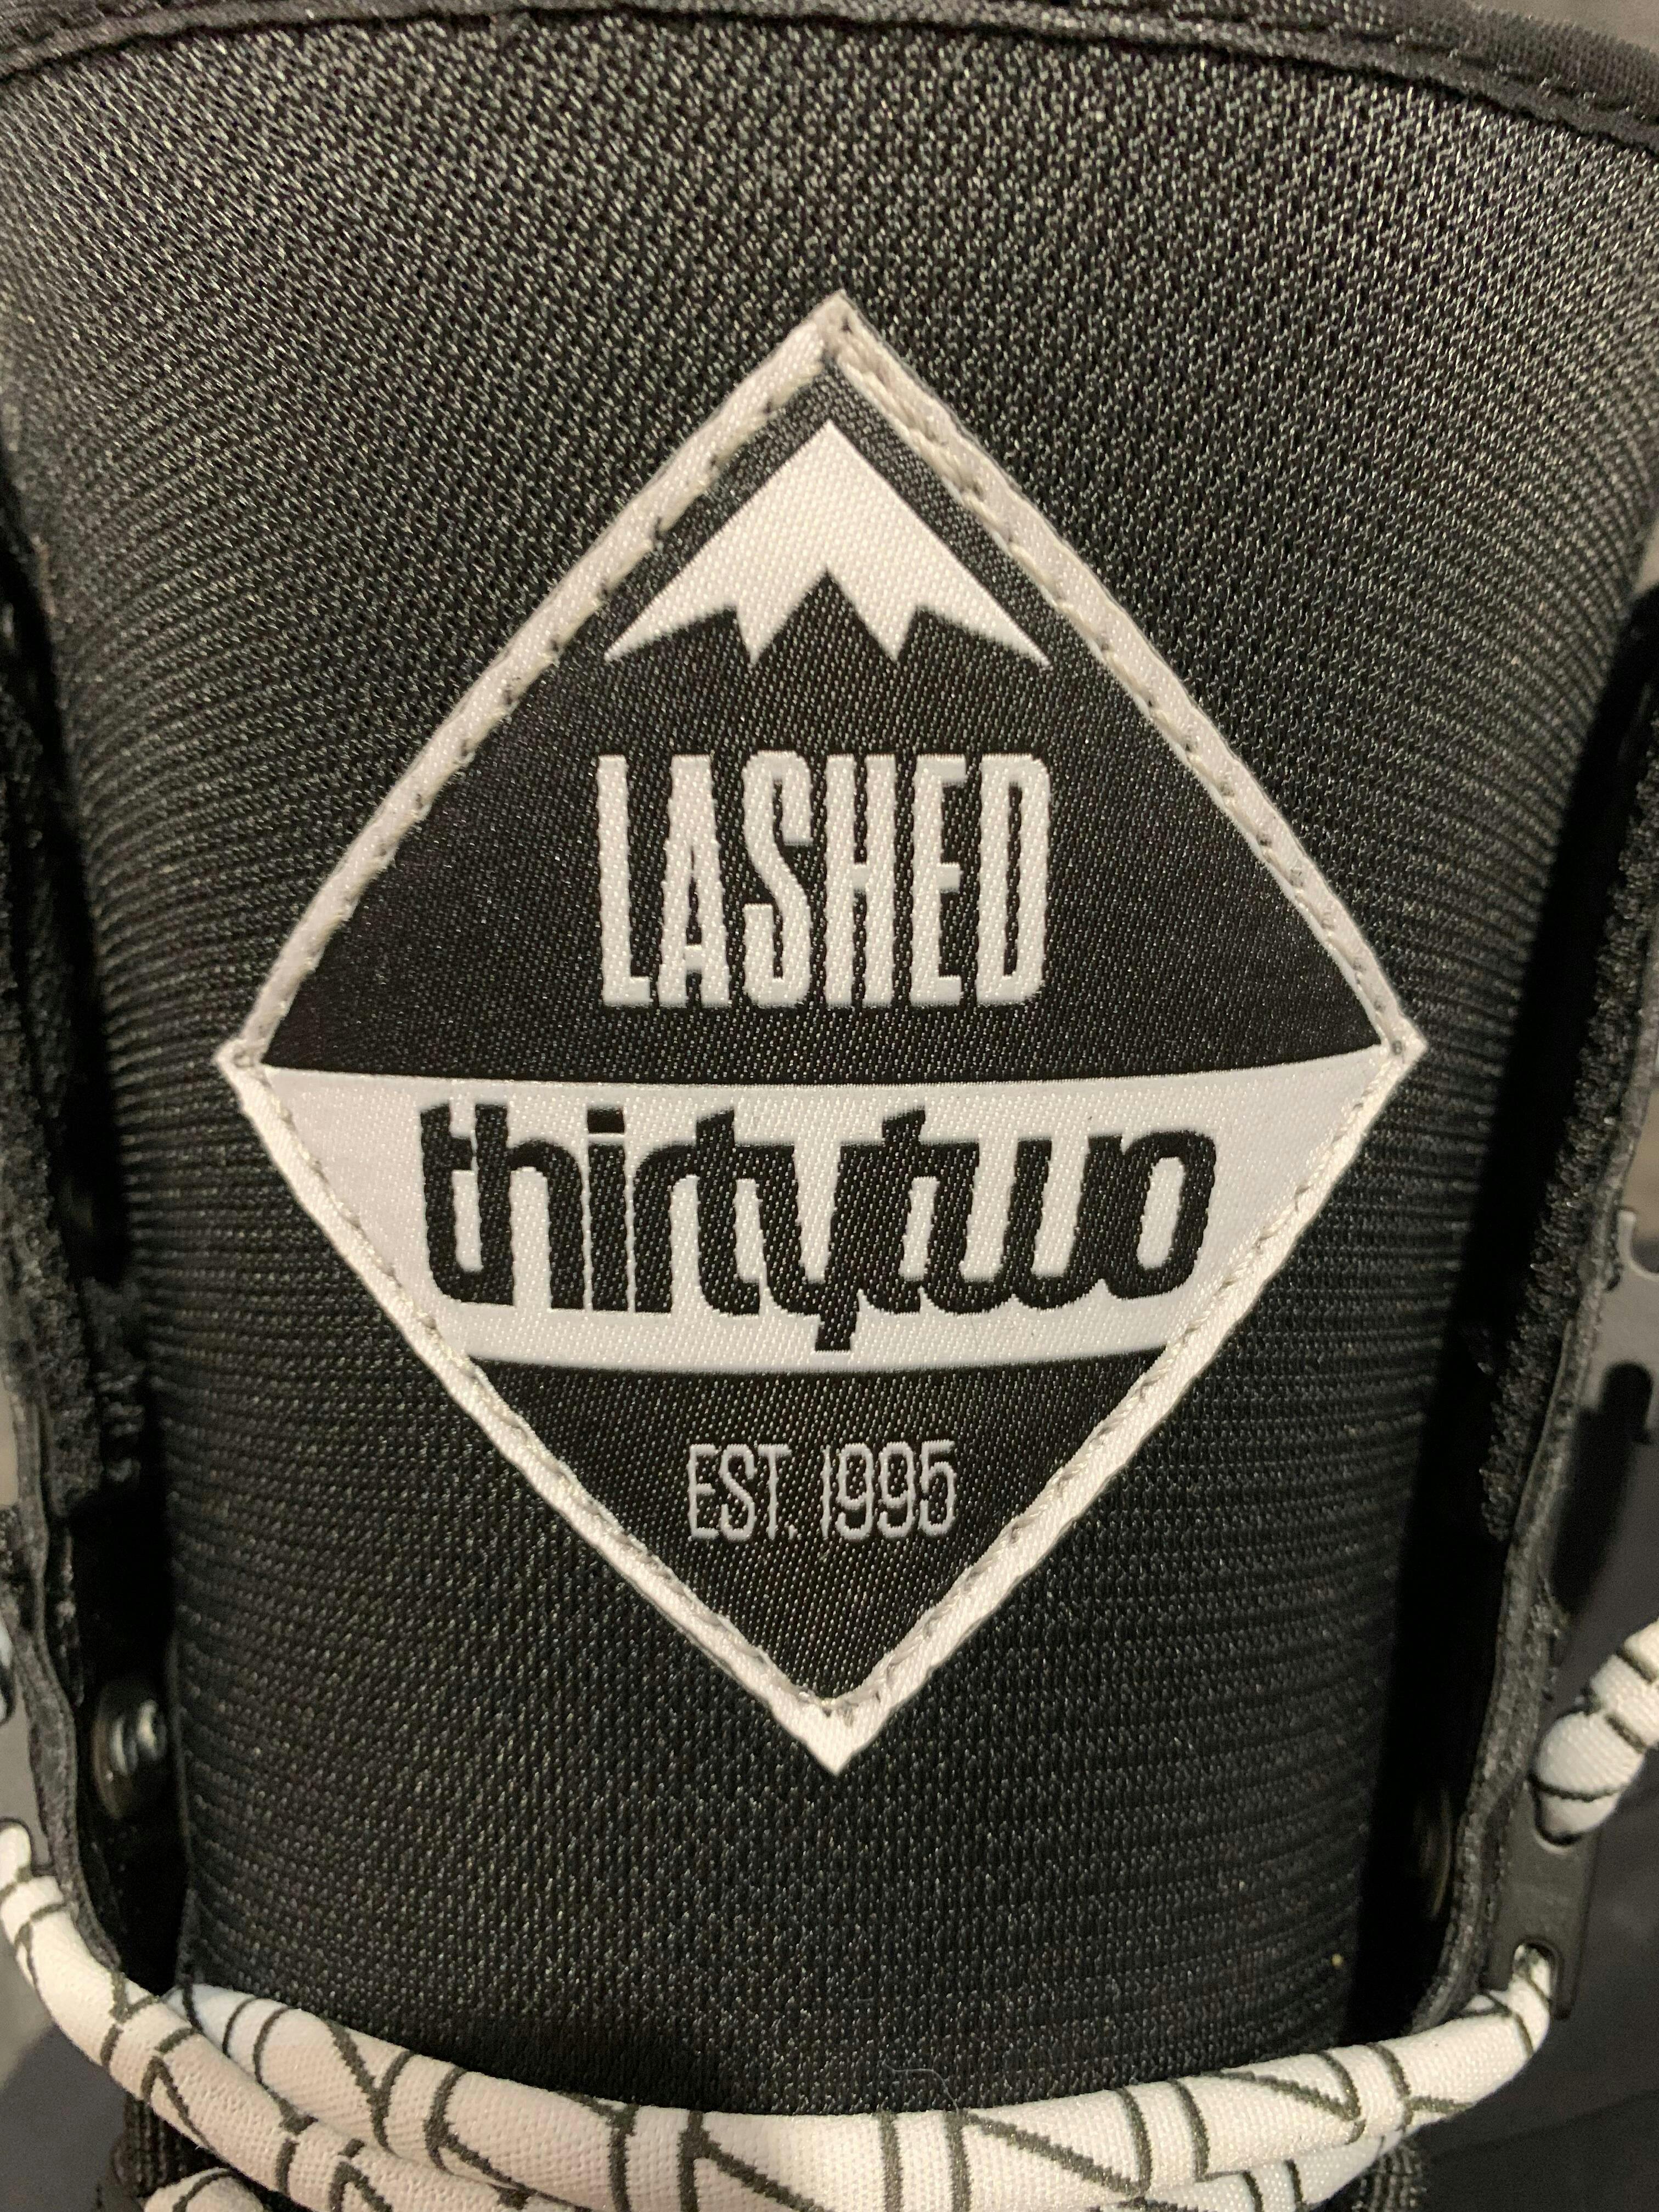 LASHED
thirtytwo
EST. 1995